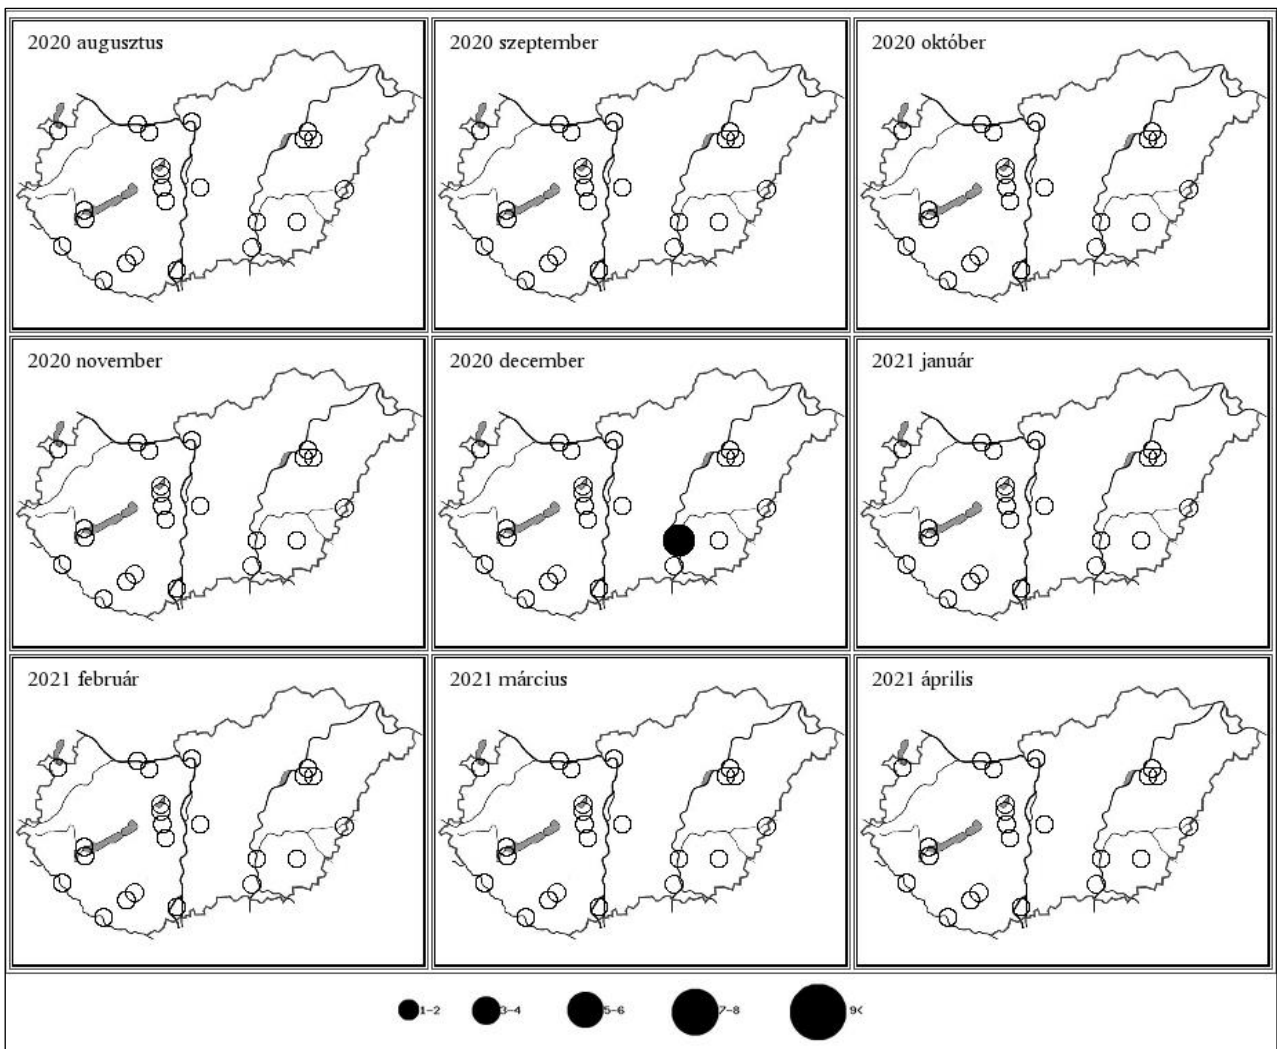 2020 augusztus
2020 szeptember
2020 október
2020 november
2020 december
2021 január
2021 február
2021 március
2021 április
1-2
3-4
5-6
7-8
9<